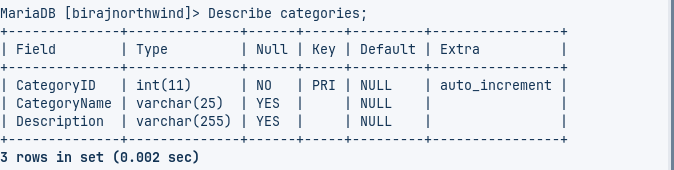 MariaDB [birajnorthwind]> Describe categories;
+--------------+--------------+------+-----+---------+----------------+
| Field        | Type         | Null | Key | Default | Extra          |
+--------------+--------------+------+-----+---------+----------------+
| CategoryID   | int(11)      | NO   | PRI | NULL    | auto_increment |
| CategoryName | varchar(25)  | YES  |     | NULL    |                |
| Description  | varchar(255) | YES  |     | NULL    |                |
+--------------+--------------+------+-----+---------+----------------+
3 rows in set (0.002 sec)